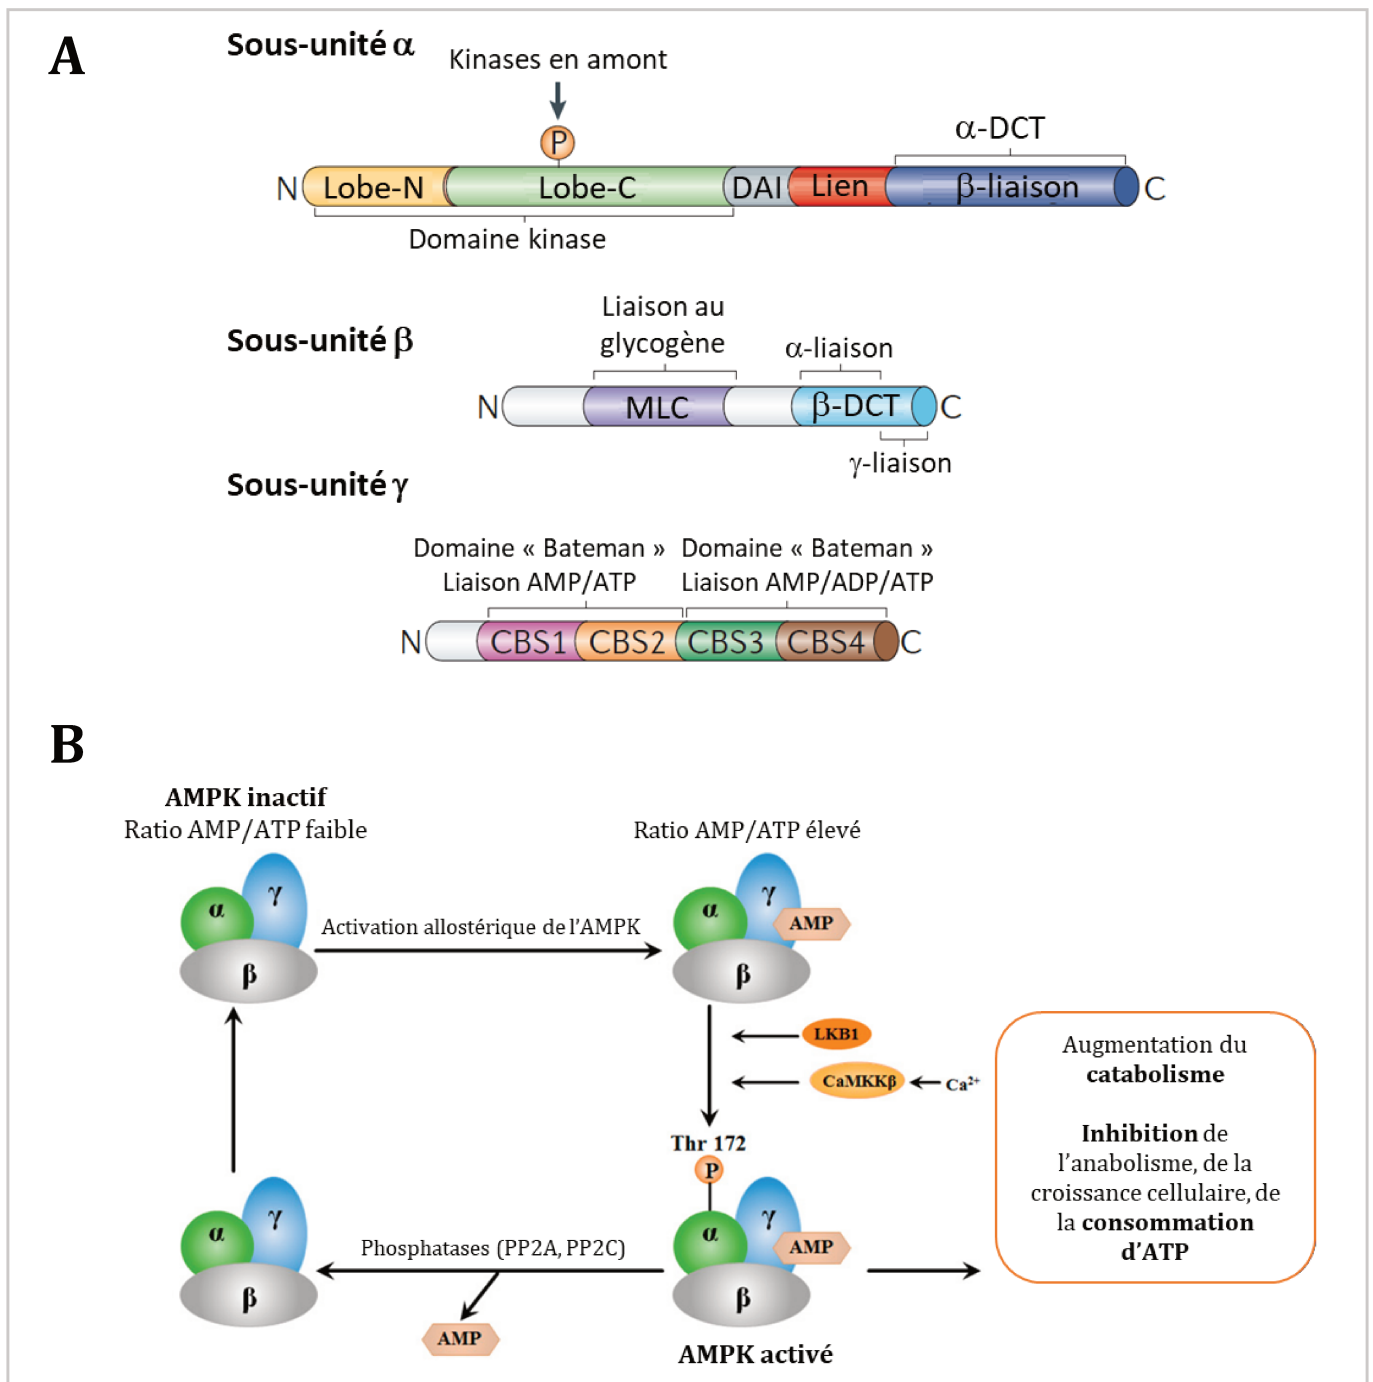 A
Sous-unité α
Kinases en amont
P
α-DCT
N Lobe-N Lobe-C DAI Lien β-liaison C
Domaine kinase
Liaison au
glycogène
Sous-unité β
α-liaison
N MLC β-DCT C
γ-liaison
Sous-unité γ
Domaine « Bateman » Domaine « Bateman »
Liaison AMP/ATP Liaison AMP/ADP/ATP
N CBS1 CBS2 CBS3 CBS4 C
B
AMPK inactif
Ratio AMP/ATP faible
Ratio AMP/ATP élevé
α γ β
Activation allostérique de l'AMPK
α γ AMP β
LKB1
CaMKKβ Ca²⁺
Thr 172
P
α γ AMP β
AMPK activé
Phosphatases (PP2A, PP2C)
AMP
α γ β
Augmentation du
catabolisme
Inhibition de
l'anabolisme, de la
croissance cellulaire, de
la consommation
d'ATP